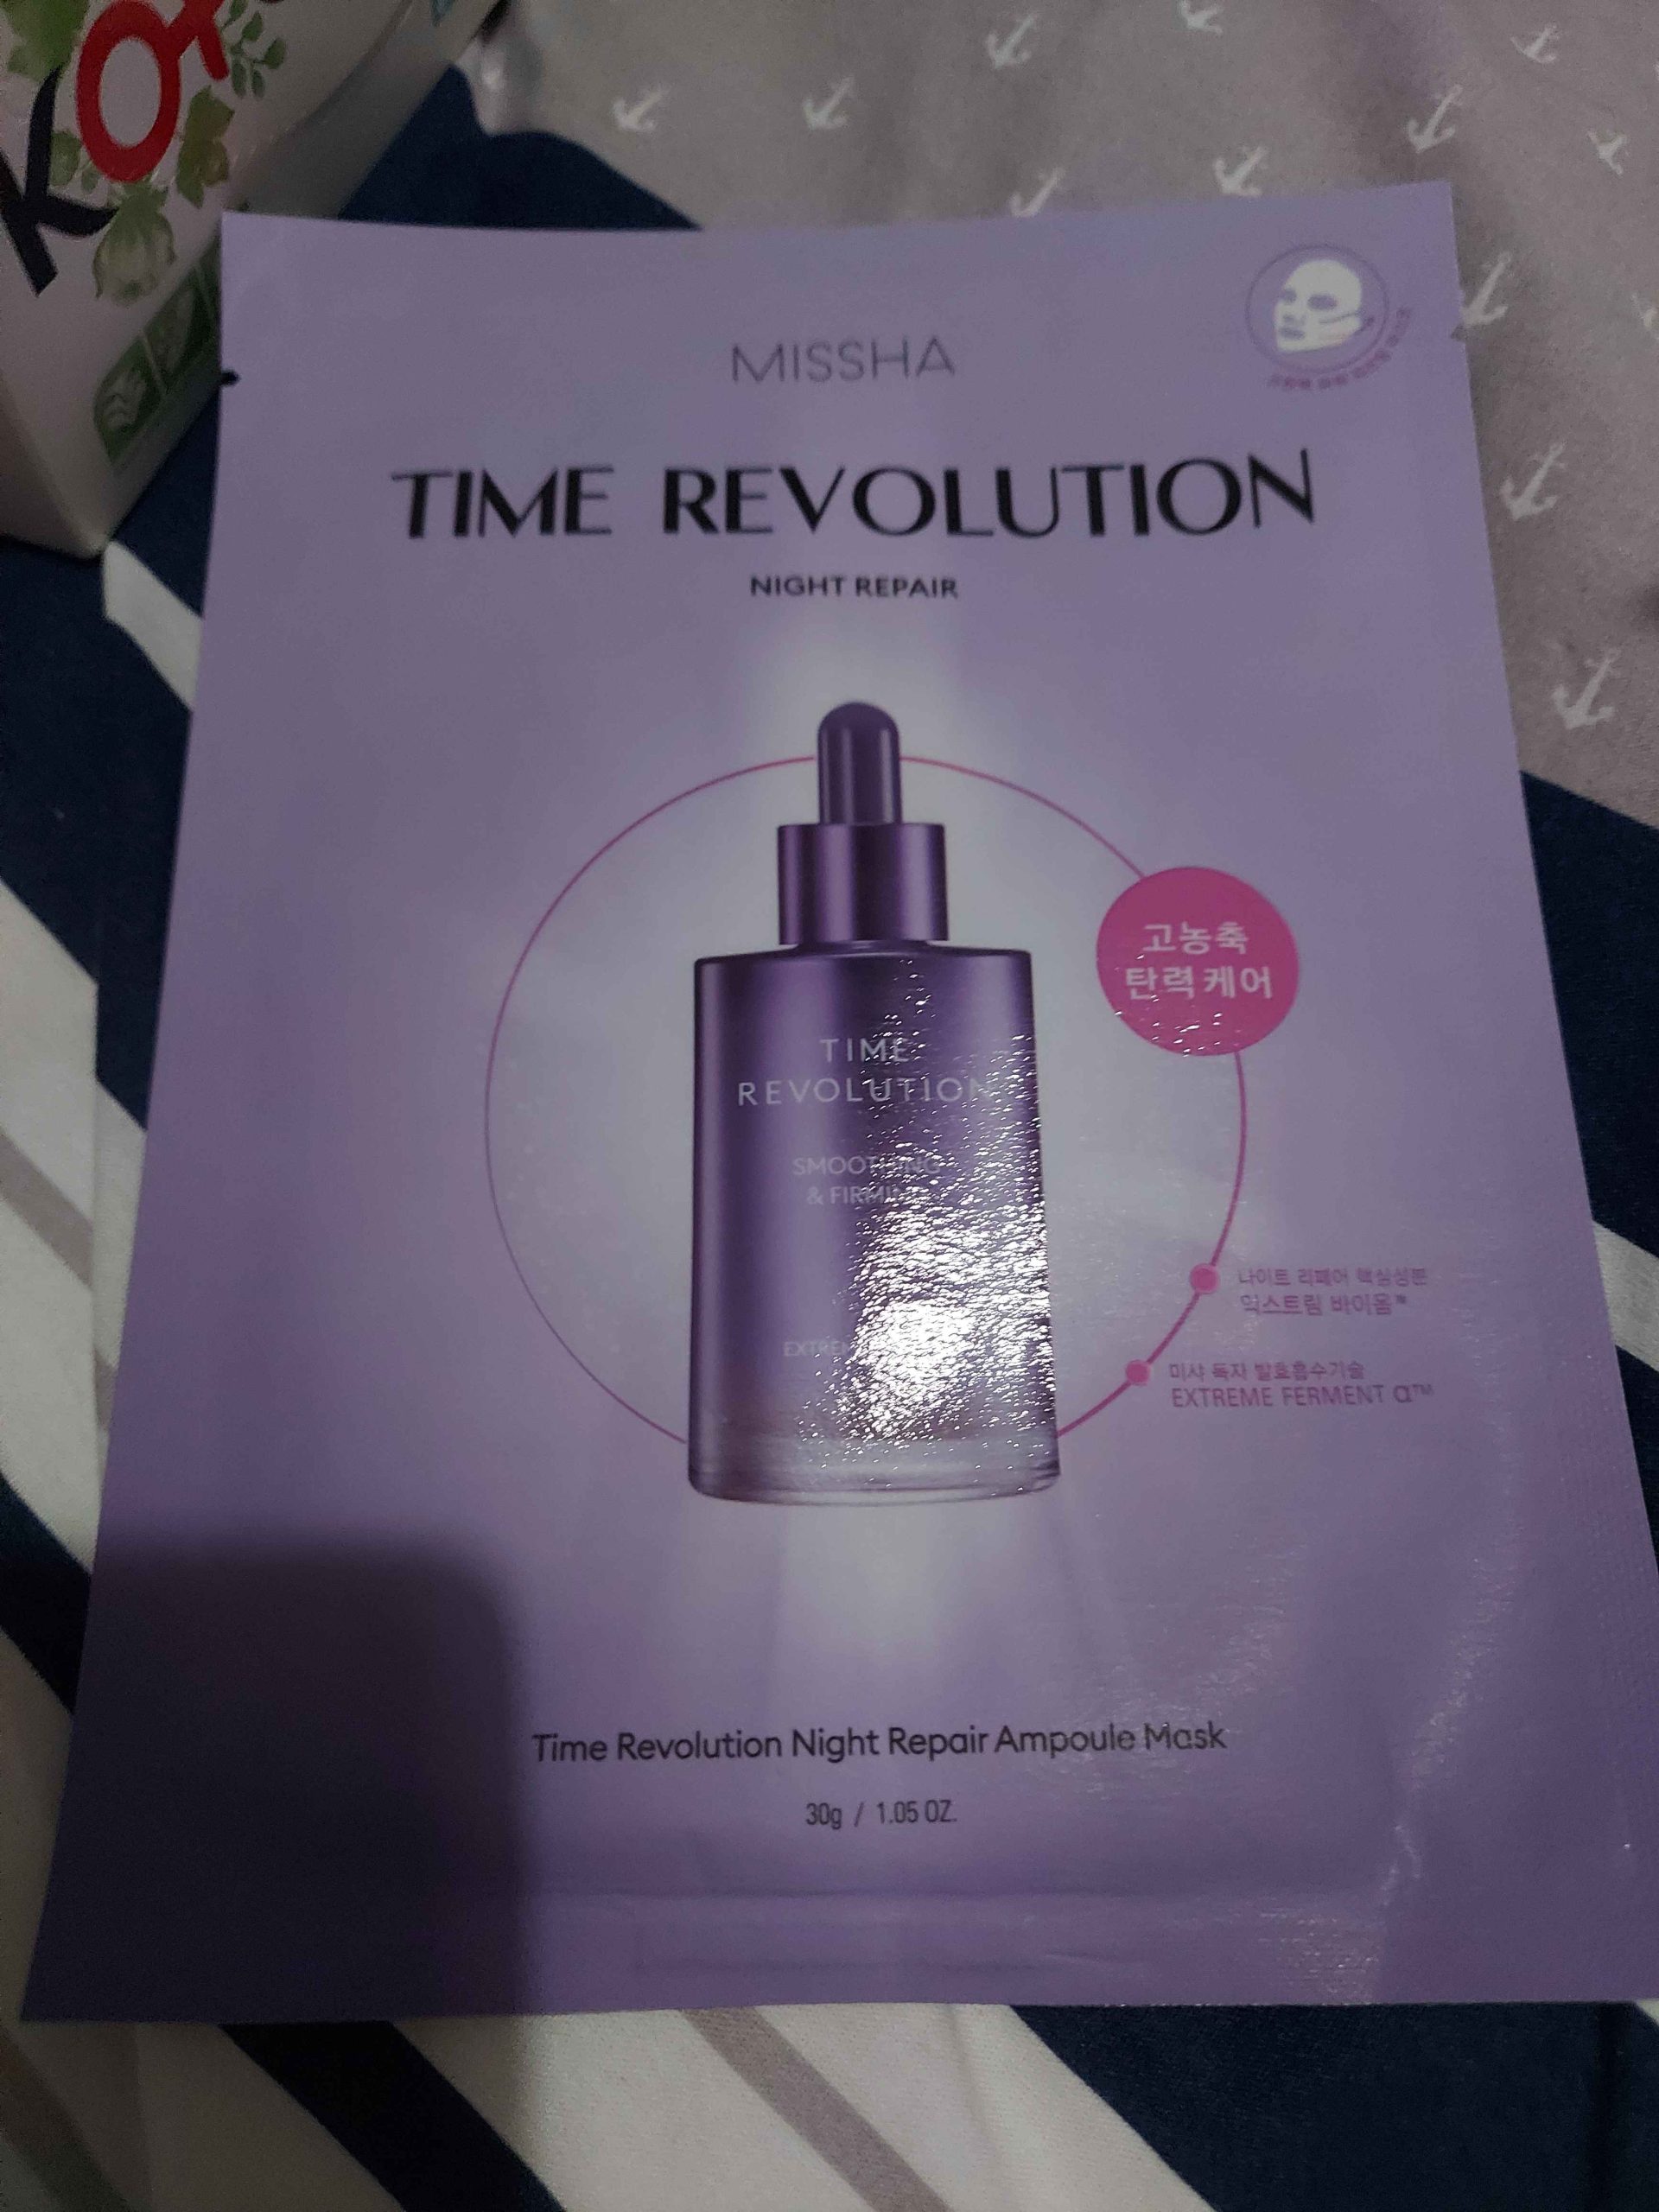 MISSHA
TIME REVOLUTION
NIGHT REPAIR
고농축
탄력 케어
TIME
REVOLUTION
SMOOTHING
& FIRMING
나이트 리페어 핵심성분
익스트림 바이옴™
미샤 독자 발효흡수기술
EXTREME FERMENT α™
Time Revolution Night Repair Ampoule Mask
30g / 1.05 OZ.